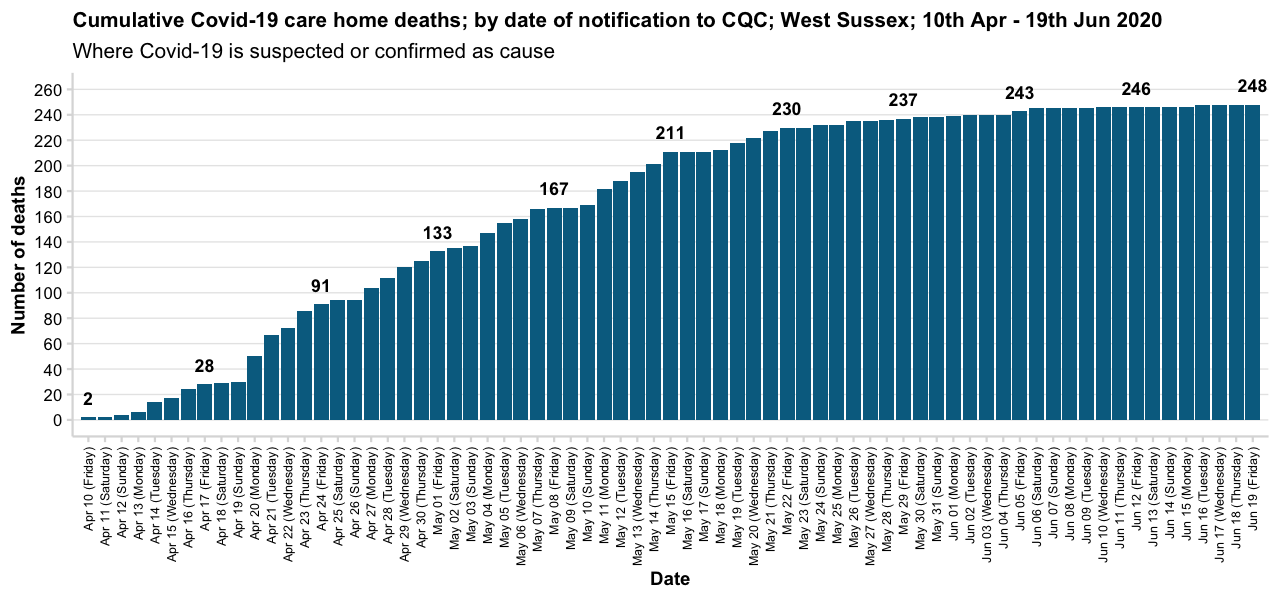 Cumulative Covid-19 care home deaths; by date of notification to CQC; West Sussex; 10th Apr - 19th Jun 2020
Where Covid-19 is suspected or confirmed as cause
Number of deaths
260
240
220
200
180
160
140
120
100
80
60
40
20
0
2
28
91
133
167
211
230
237
243
246
248
Apr 10 (Friday)
Apr 11 (Saturday)
Apr 12 (Sunday)
Apr 13 (Monday)
Apr 14 (Tuesday)
Apr 15 (Wednesday)
Apr 16 (Thursday)
Apr 17 (Friday)
Apr 18 (Saturday)
Apr 19 (Sunday)
Apr 20 (Monday)
Apr 21 (Tuesday)
Apr 22 (Wednesday)
Apr 23 (Thursday)
Apr 24 (Friday)
Apr 25 (Saturday)
Apr 26 (Sunday)
Apr 27 (Monday)
Apr 28 (Tuesday)
Apr 29 (Wednesday)
Apr 30 (Thursday)
May 01 (Friday)
May 02 (Saturday)
May 03 (Sunday)
May 04 (Monday)
May 05 (Tuesday)
May 06 (Wednesday)
May 07 (Thursday)
May 08 (Friday)
May 09 (Saturday)
May 10 (Sunday)
May 11 (Monday)
May 12 (Tuesday)
May 13 (Wednesday)
May 14 (Thursday)
May 15 (Friday)
May 16 (Saturday)
May 17 (Sunday)
May 18 (Monday)
May 19 (Tuesday)
May 20 (Wednesday)
May 21 (Thursday)
May 22 (Friday)
May 23 (Saturday)
May 24 (Sunday)
May 25 (Monday)
May 26 (Tuesday)
May 27 (Wednesday)
May 28 (Thursday)
May 29 (Friday)
May 30 (Saturday)
May 31 (Sunday)
Jun 01 (Monday)
Jun 02 (Tuesday)
Jun 03 (Wednesday)
Jun 04 (Thursday)
Jun 05 (Friday)
Jun 06 (Saturday)
Jun 07 (Sunday)
Jun 08 (Monday)
Jun 09 (Tuesday)
Jun 10 (Wednesday)
Jun 11 (Thursday)
Jun 12 (Friday)
Jun 13 (Saturday)
Jun 14 (Sunday)
Jun 15 (Monday)
Jun 16 (Tuesday)
Jun 17 (Wednesday)
Jun 18 (Thursday)
Jun 19 (Friday)
Date